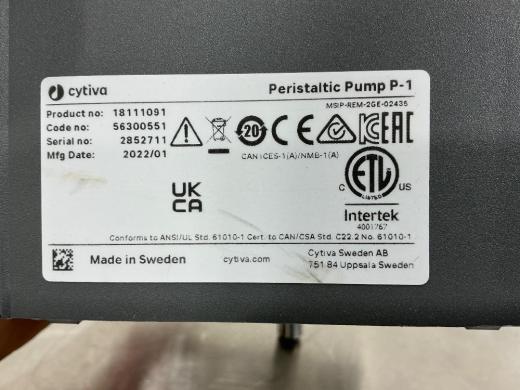 cytiva
Peristaltic Pump P-1
MSIP-REM-2GE-02435
Product no: 18111091
Code no: 56300551
Serial no: 2852711
Mfg Date: 2022/01
20
CE
EAC
CAN ICES-1(A)/NMB-1(A)
UK
CA
C ETL US
LISTED
Intertek
4001767
Conforms to ANSI/UL Std. 61010-1 Cert. to CAN/CSA Std. C22.2 No. 61010-1
Made in Sweden
cytiva.com
Cytiva Sweden AB
751 84 Uppsala Sweden